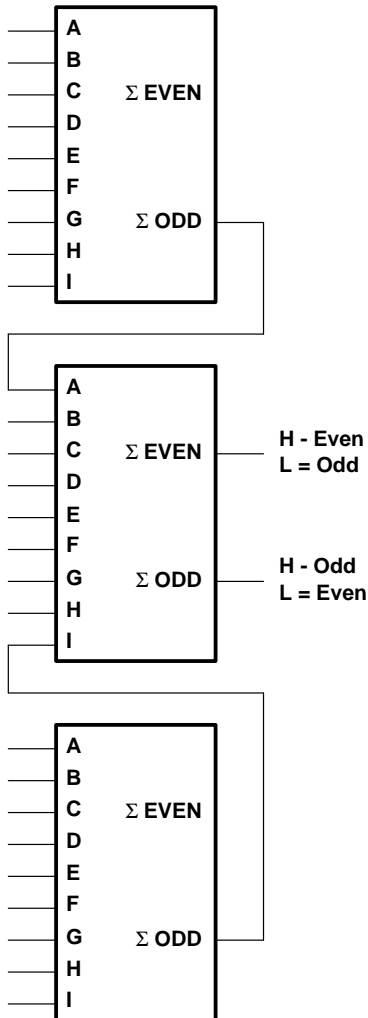 A
B
C Σ EVEN
D
E
F
G Σ ODD
H
I
A
B
C Σ EVEN
D
E
F
G Σ ODD
H
I
H - Even
L = Odd
H - Odd
L = Even
A
B
C Σ EVEN
D
E
F
G Σ ODD
H
I